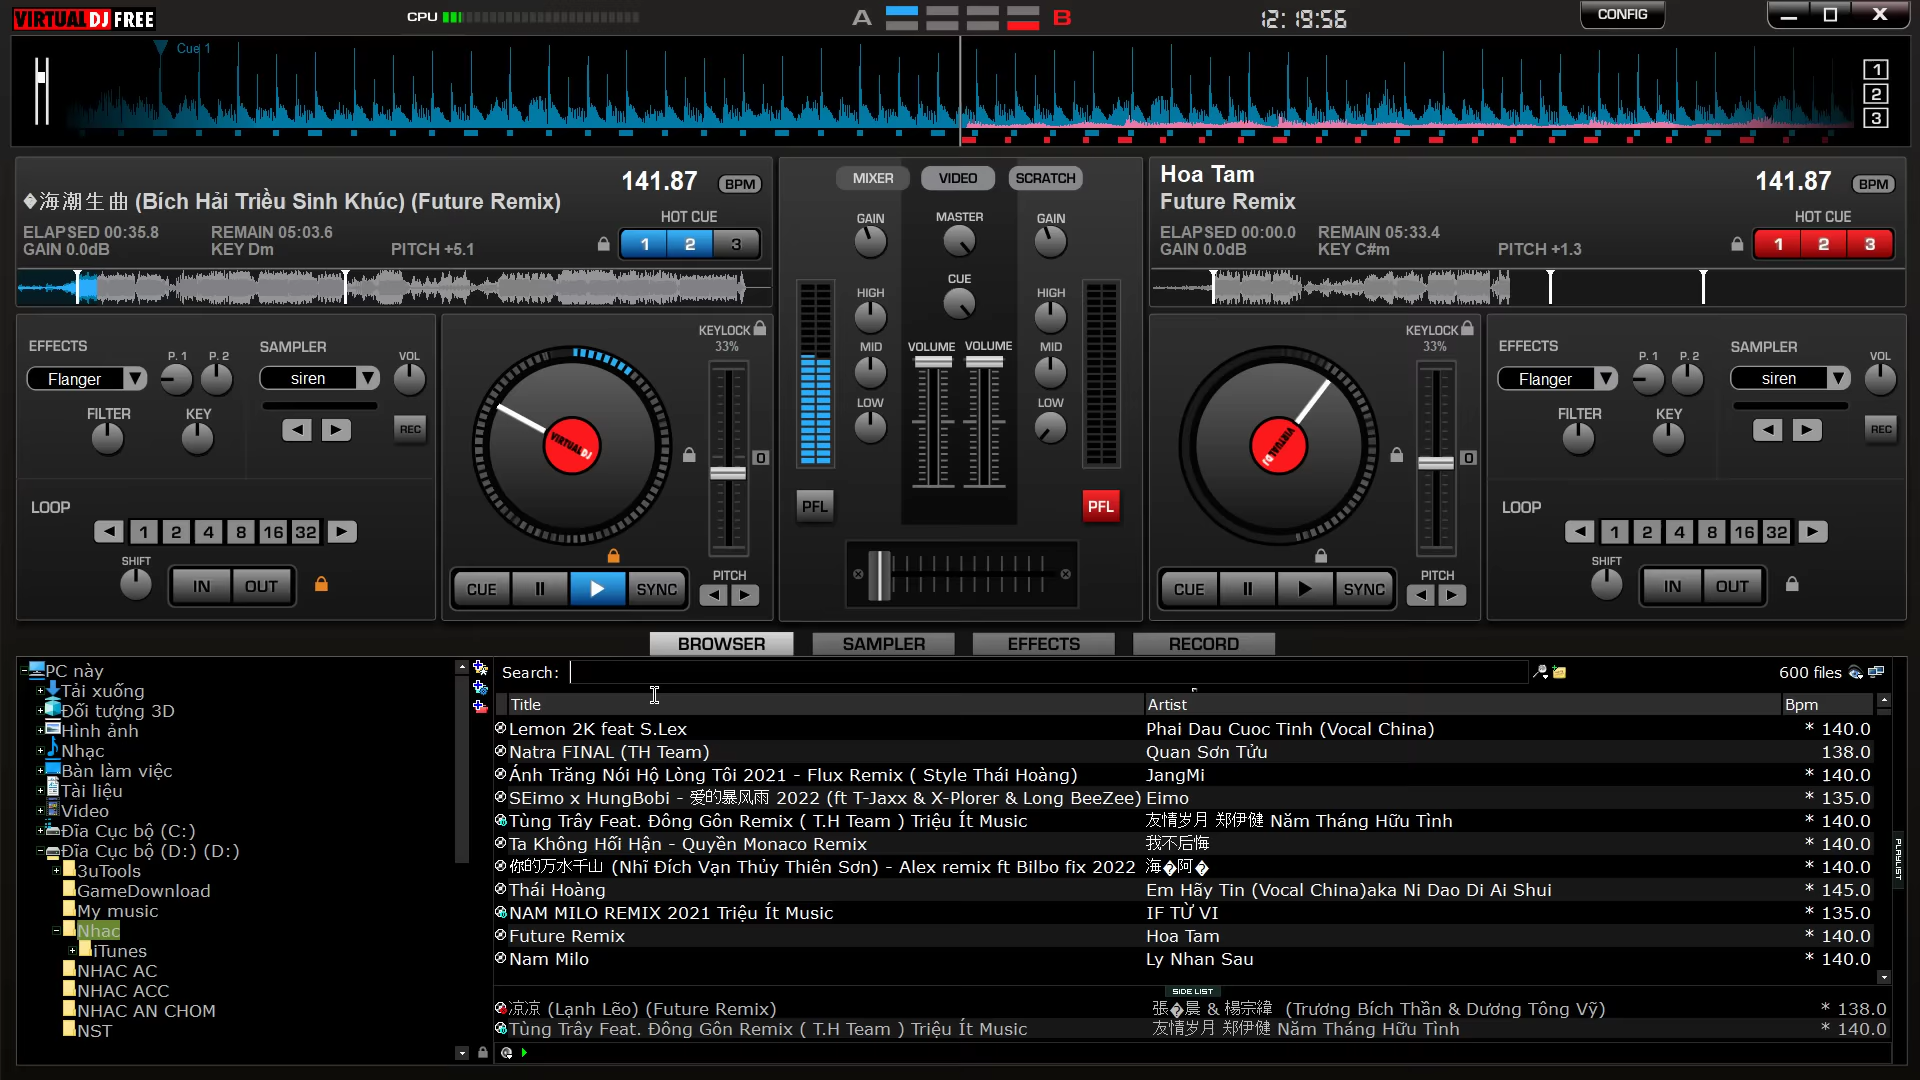 VIRTUAL DJ FREE
CPU
A
B
12:19:56
CONFIG
Cue 1
1
2
3
海潮生曲 (Bích Hải Triều Sinh Khúc) (Future Remix)
141.87 BPM
HOT CUE
ELAPSED 00:35.8 REMAIN 05:03.6
GAIN 0.0dB KEY Dm PITCH +5.1
1 2 3
MIXER VIDEO SCRATCH
GAIN MASTER GAIN
CUE
HIGH HIGH
MID VOLUME VOLUME MID
LOW LOW
PFL PFL
Hoa Tam
Future Remix
141.87 BPM
HOT CUE
ELAPSED 00:00.0 REMAIN 05:33.4
GAIN 0.0dB KEY C#m PITCH +1.3
1 2 3
EFFECTS P. 1 P. 2 SAMPLER VOL
Flanger siren
FILTER KEY REC
LOOP
1 2 4 8 16 32
SHIFT IN OUT
KEYLOCK
33%
VIRTUAL DJ
0
CUE SYNC PITCH
KEYLOCK
33%
VIRTUAL DJ
0
CUE SYNC PITCH
EFFECTS P. 1 P. 2 SAMPLER VOL
Flanger siren
FILTER KEY REC
LOOP
1 2 4 8 16 32
SHIFT IN OUT
BROWSER SAMPLER EFFECTS RECORD
PC này
Tải xuống
Đối tượng 3D
Hình ảnh
Nhạc
Bàn làm việc
Tài liệu
Video
Đĩa Cục bộ (C:)
Đĩa Cục bộ (D:) (D:)
3uTools
GameDownload
My music
Nhac
iTunes
NHAC AC
NHAC ACC
NHAC AN CHOM
NST
Search: 600 files
Title Artist Bpm
Lemon 2K feat S.Lex Phai Dau Cuoc Tinh (Vocal China) * 140.0
Natra FINAL (TH Team) Quan Sơn Tửu 138.0
Ánh Trăng Nói Hộ Lòng Tôi 2021 - Flux Remix ( Style Thái Hoàng) JangMi * 140.0
SEimo x HungBobi - 爱的暴风雨 2022 (ft T-Jaxx & X-Plorer & Long BeeZee) Eimo * 135.0
Tùng Trây Feat. Đông Gôn Remix ( T.H Team ) Triệu Ít Music 友情岁月 郑伊健 Năm Tháng Hữu Tình * 140.0
Ta Không Hối Hận - Quyền Monaco Remix 我不后悔 * 140.0
你的万水千山 (Nhĩ Đích Vạn Thủy Thiên Sơn) - Alex remix ft Bilbo fix 2022 海�阿� * 140.0
Thái Hoàng Em Hãy Tin (Vocal China)aka Ni Dao Di Ai Shui * 145.0
NAM MILO REMIX 2021 Triệu Ít Music IF TỪ VI * 135.0
Future Remix Hoa Tam * 140.0
Nam Milo Ly Nhan Sau * 140.0
SIDE LIST
凉凉 (Lạnh Lẽo) (Future Remix) 張�晨 & 楊宗緯 (Trương Bích Thần & Dương Tông Vỹ) * 138.0
Tùng Trây Feat. Đông Gôn Remix ( T.H Team ) Triệu Ít Music 友情岁月 郑伊健 Năm Tháng Hữu Tình * 140.0
PLAYLIST